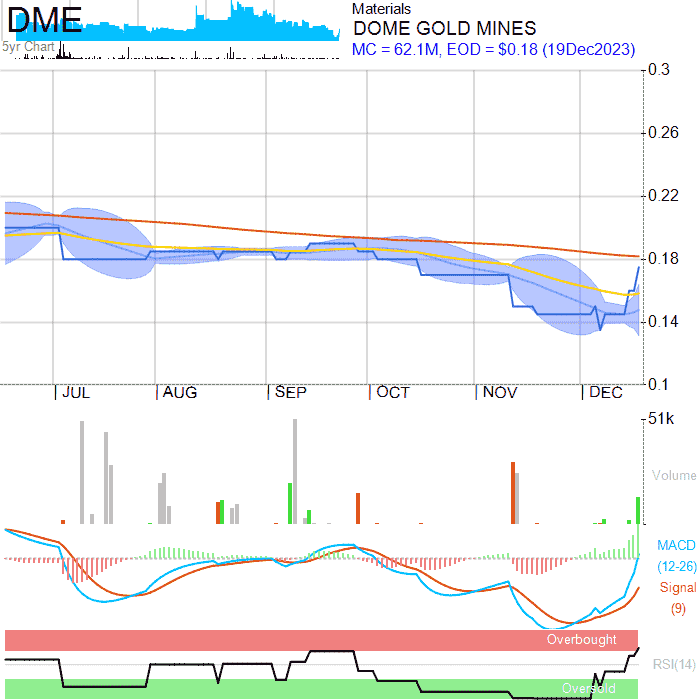 DME
5yr Chart
Materials
DOME GOLD MINES
MC = 62.1M, EOD = $0.18 (19Dec2023)
0.3
0.26
0.22
0.18
0.14
0.1
JUL AUG SEP OCT NOV DEC
51k
Volume
MACD
(12-26)
Signal
(9)
Overbought
RSI(14)
Oversold